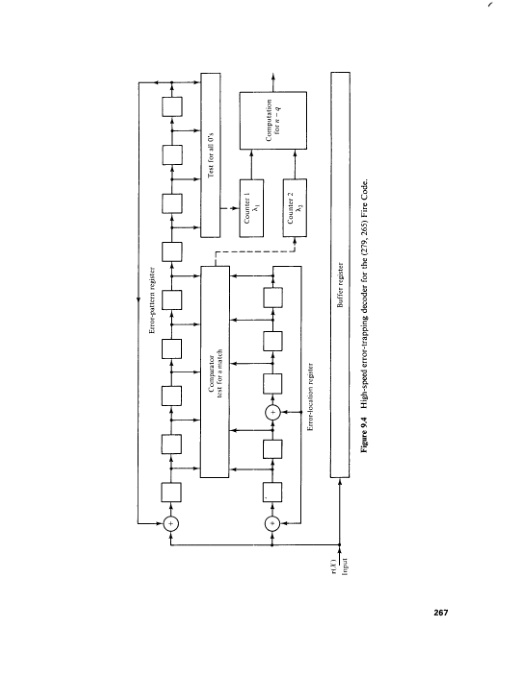 Error-pattern register
Test for all 0's
Comparator
test for a match
Counter 1
λ₁
Counter 2
λ₂
Computation
for n − q
Error-location register
Buffer register
r(X)
Input
Figure 9.4 High-speed error-trapping decoder for the (279, 265) Fire Code.
267